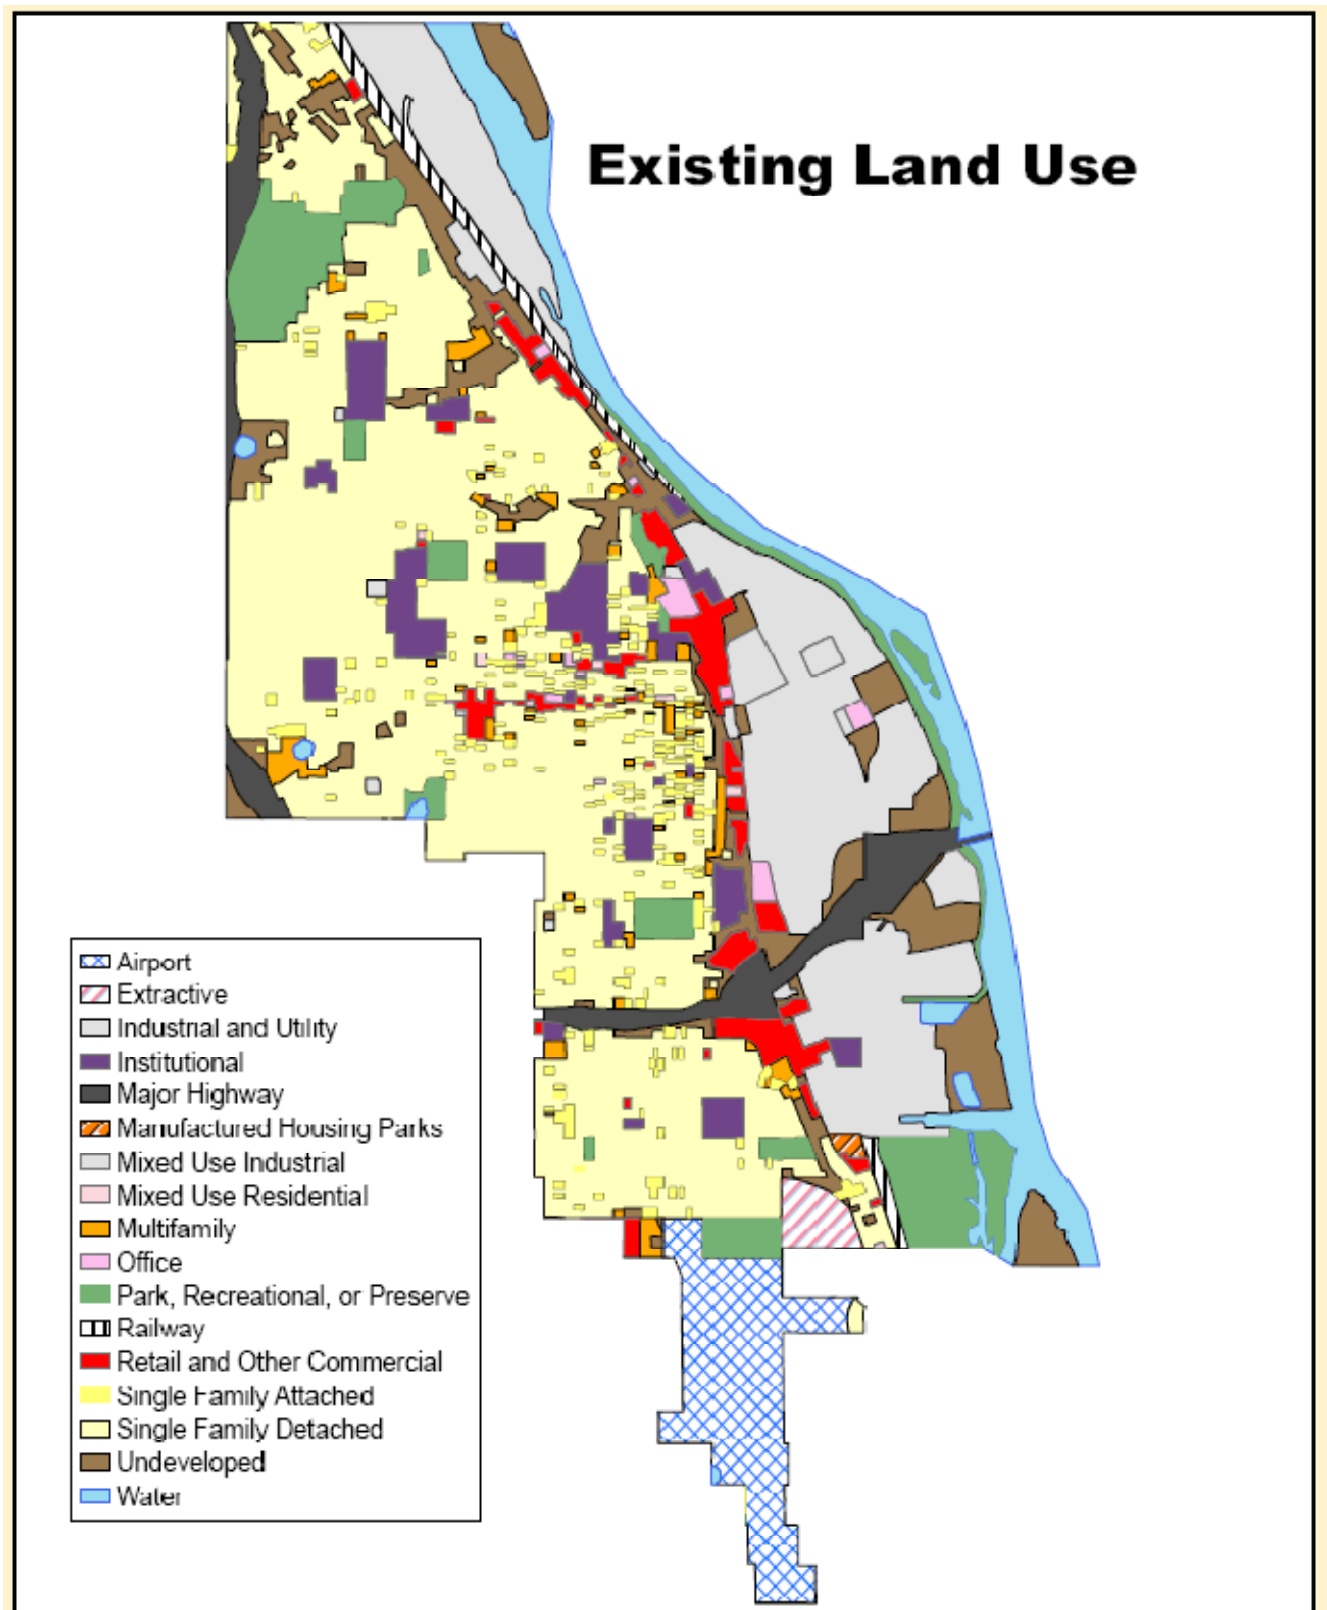 Existing Land Use
Airport
Extractive
Industrial and Utility
Institutional
Major Highway
Manufactured Housing Parks
Mixed Use Industrial
Mixed Use Residential
Multifamily
Office
Park, Recreational, or Preserve
Railway
Retail and Other Commercial
Single Family Attached
Single Family Detached
Undeveloped
Water